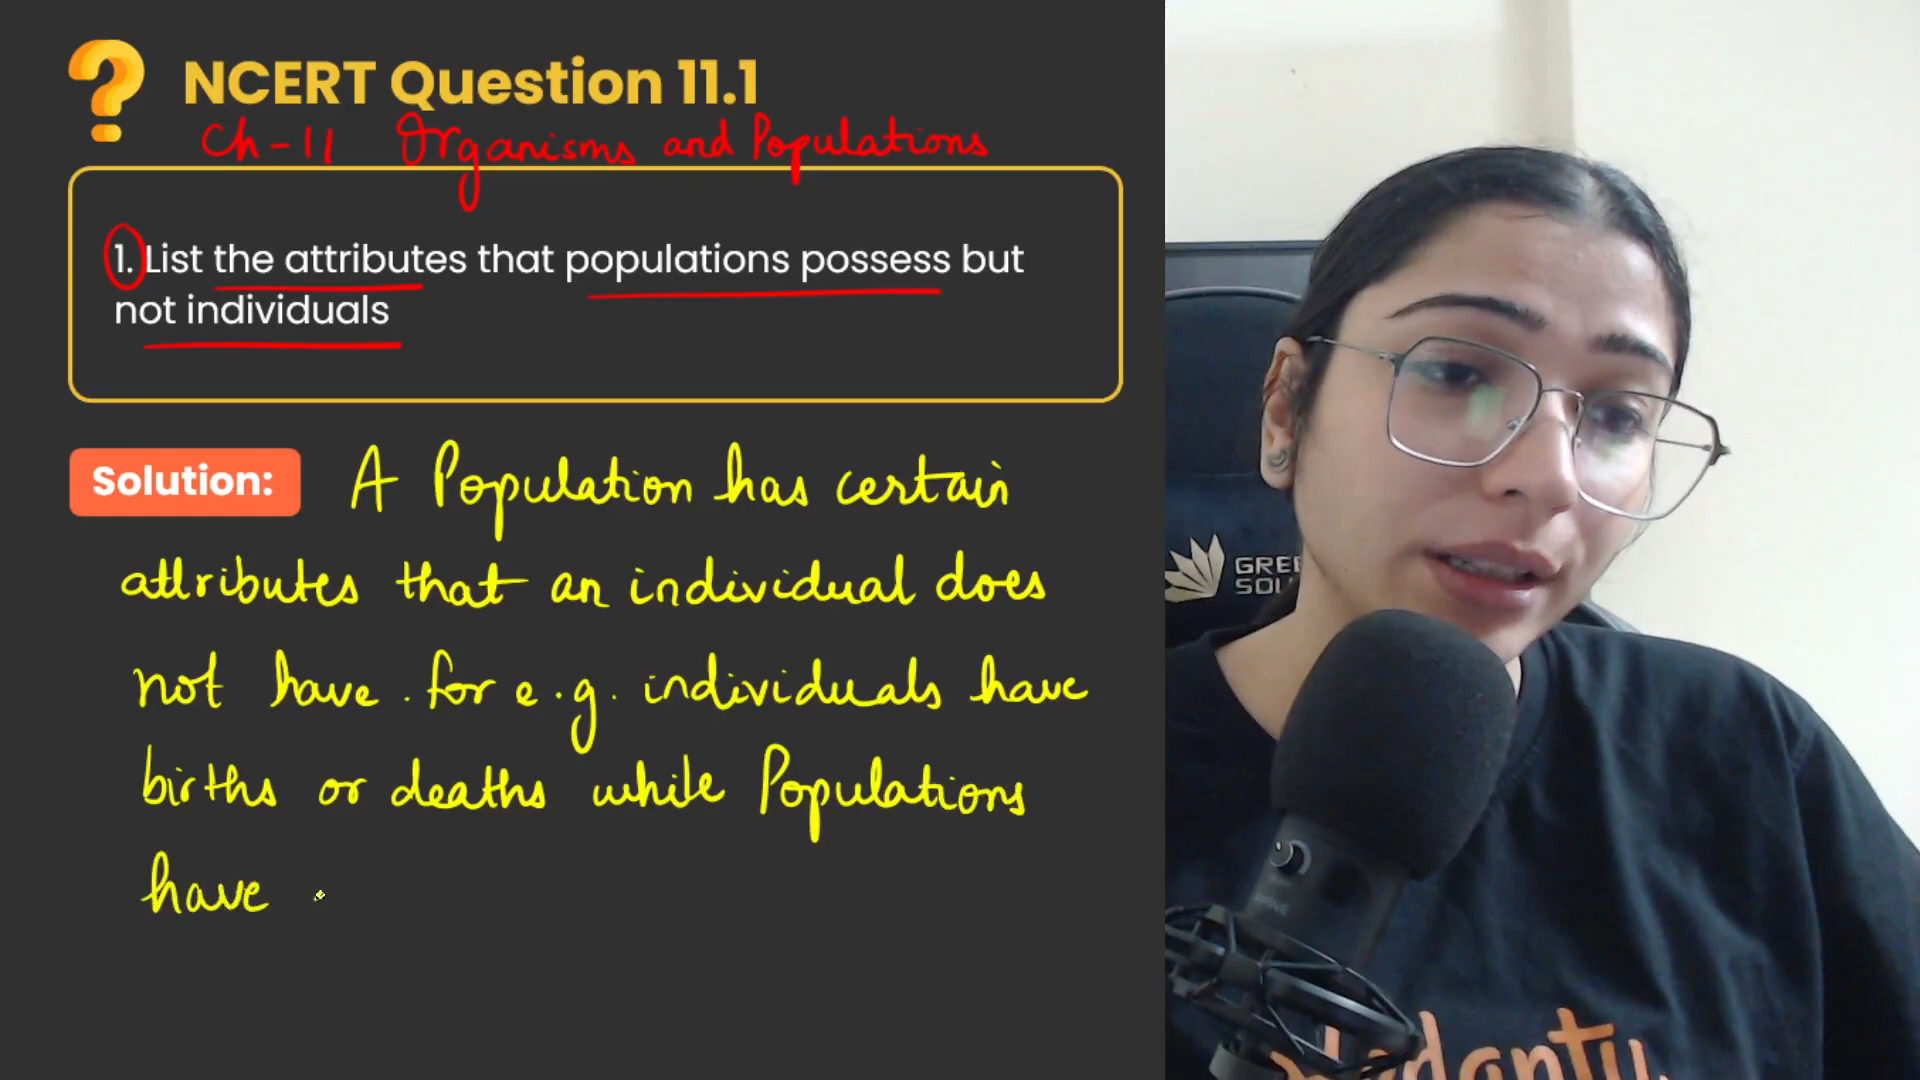 ?
NCERT Question 11.1
Ch-11 Organisms and Populations
1. List the attributes that populations possess but
not individuals
Solution: A Population has certain
attributes that an individual does
not have. for e.g. individuals have
births or deaths while Populations
have